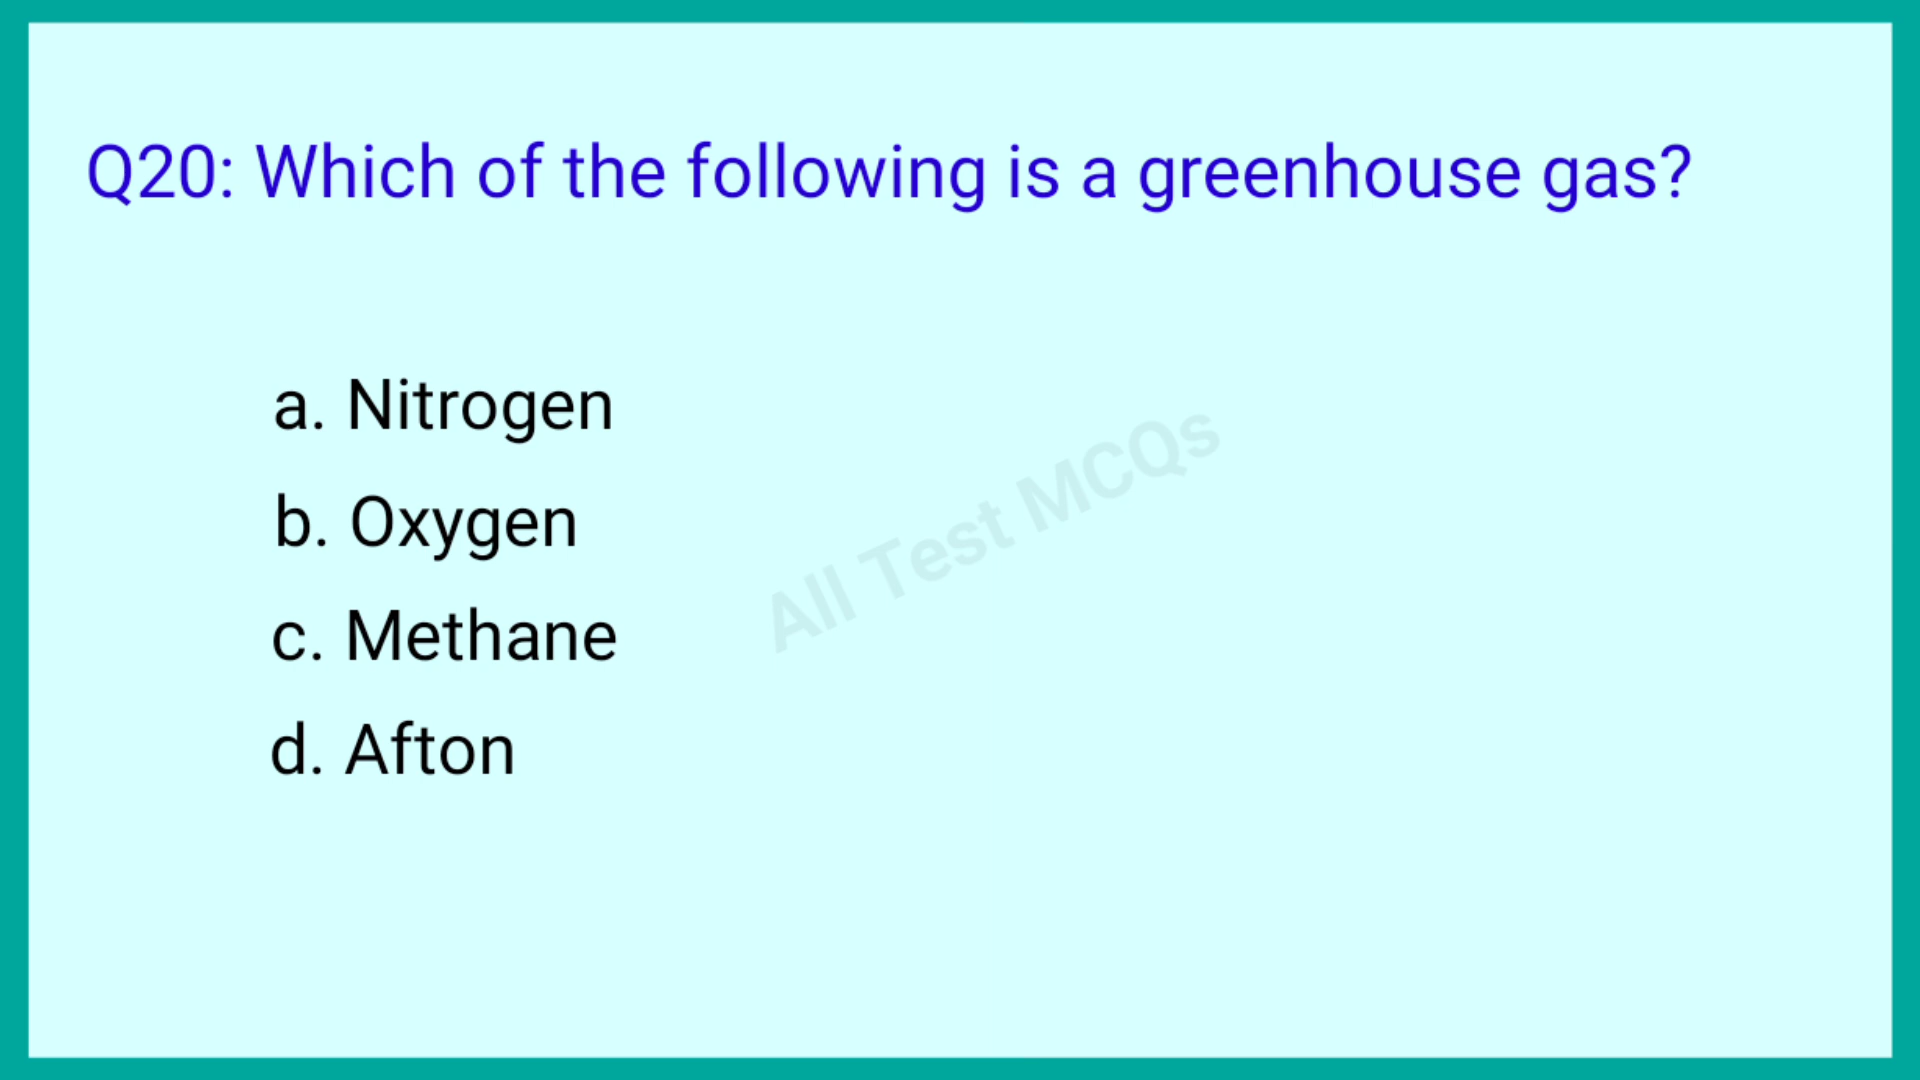 Q20: Which of the following is a greenhouse gas?
a. Nitrogen
All Test MCQs
b. Oxygen
c. Methane
d. Afton